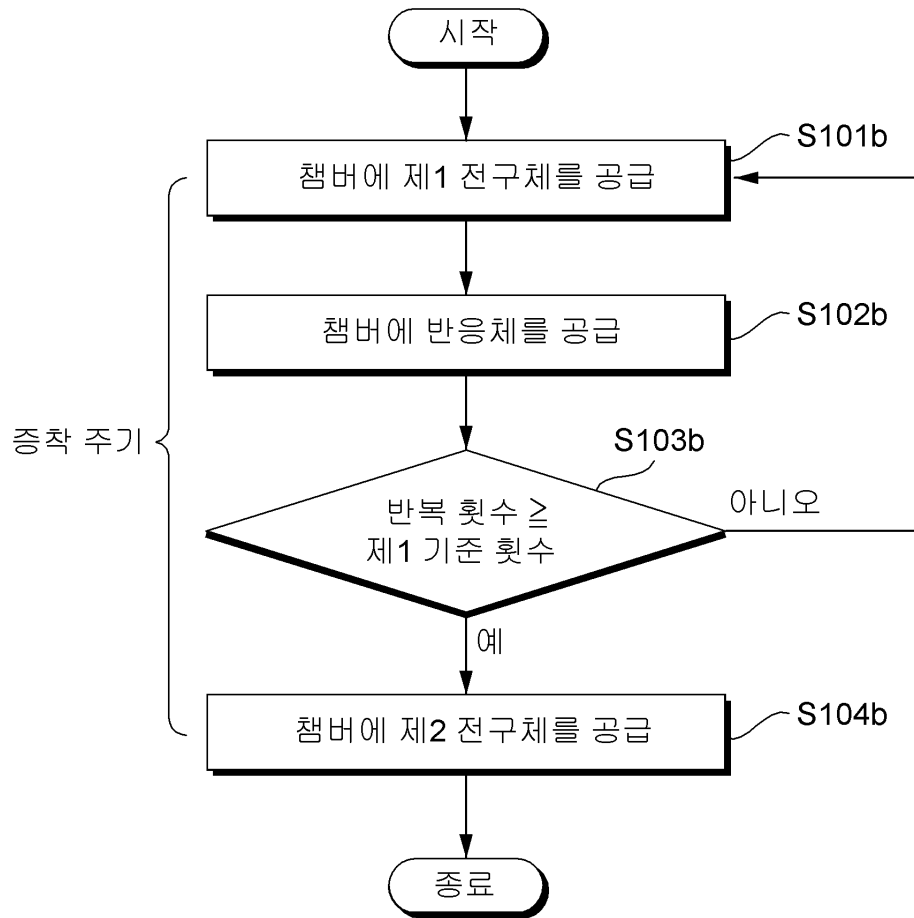 시작
S101b
챔버에 제1 전구체를 공급
S102b
챔버에 반응체를 공급
증착 주기
S103b
반복 횟수 ≧
제1 기준 횟수
아니오
예
S104b
챔버에 제2 전구체를 공급
종료